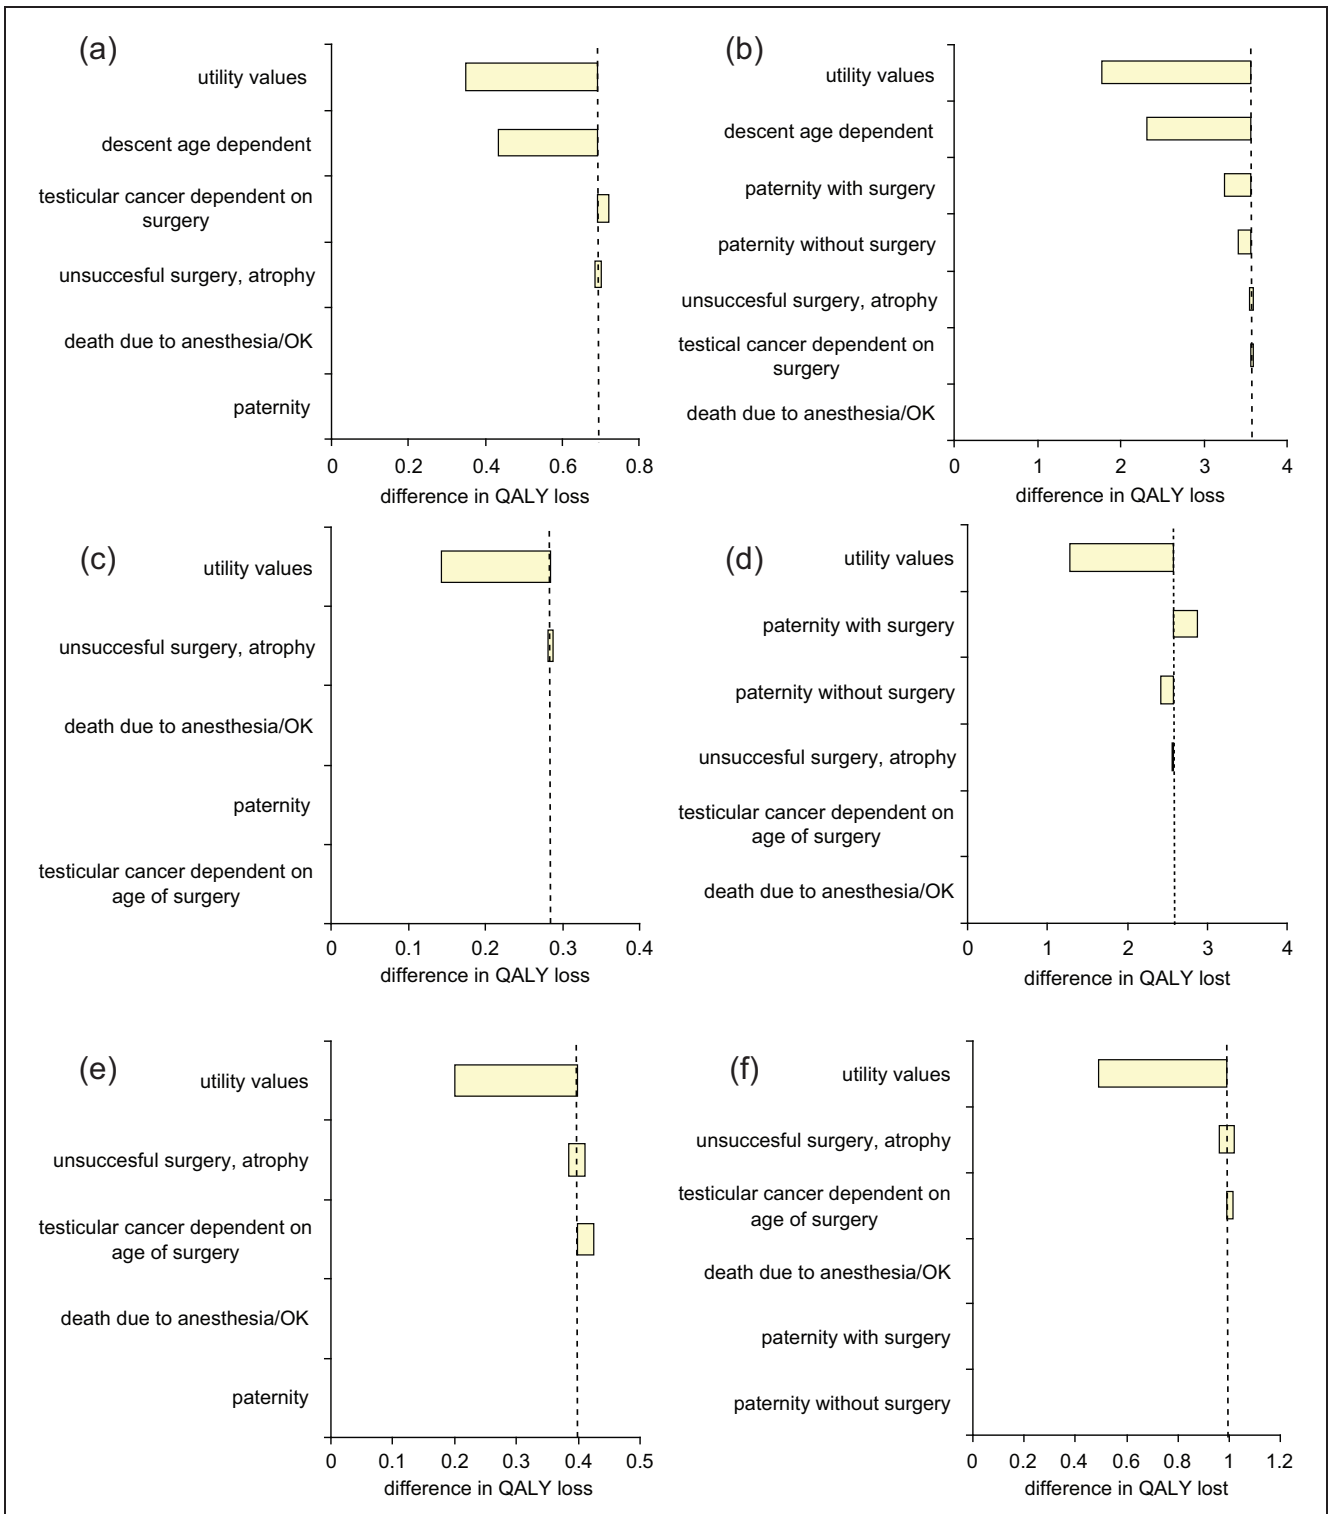 (a)
utility values
descent age dependent
testicular cancer dependent on
surgery
unsuccesful surgery, atrophy
death due to anesthesia/OK
paternity
0 0.2 0.4 0.6 0.8
difference in QALY loss
(b)
utility values
descent age dependent
paternity with surgery
paternity without surgery
unsuccesful surgery, atrophy
testical cancer dependent on
surgery
death due to anesthesia/OK
0 1 2 3 4
difference in QALY loss
(c)
utility values
unsuccesful surgery, atrophy
death due to anesthesia/OK
paternity
testicular cancer dependent on
age of surgery
0 0.1 0.2 0.3 0.4
difference in QALY loss
(d)
utility values
paternity with surgery
paternity without surgery
unsuccesful surgery, atrophy
testicular cancer dependent on
age of surgery
death due to anesthesia/OK
0 1 2 3 4
difference in QALY lost
(e)
utility values
unsuccesful surgery, atrophy
testicular cancer dependent on
age of surgery
death due to anesthesia/OK
paternity
0 0.1 0.2 0.3 0.4 0.5
difference in QALY loss
(f)
utility values
unsuccesful surgery, atrophy
testicular cancer dependent on
age of surgery
death due to anesthesia/OK
paternity with surgery
paternity without surgery
0 0.2 0.4 0.6 0.8 1 1.2
difference in QALY lost